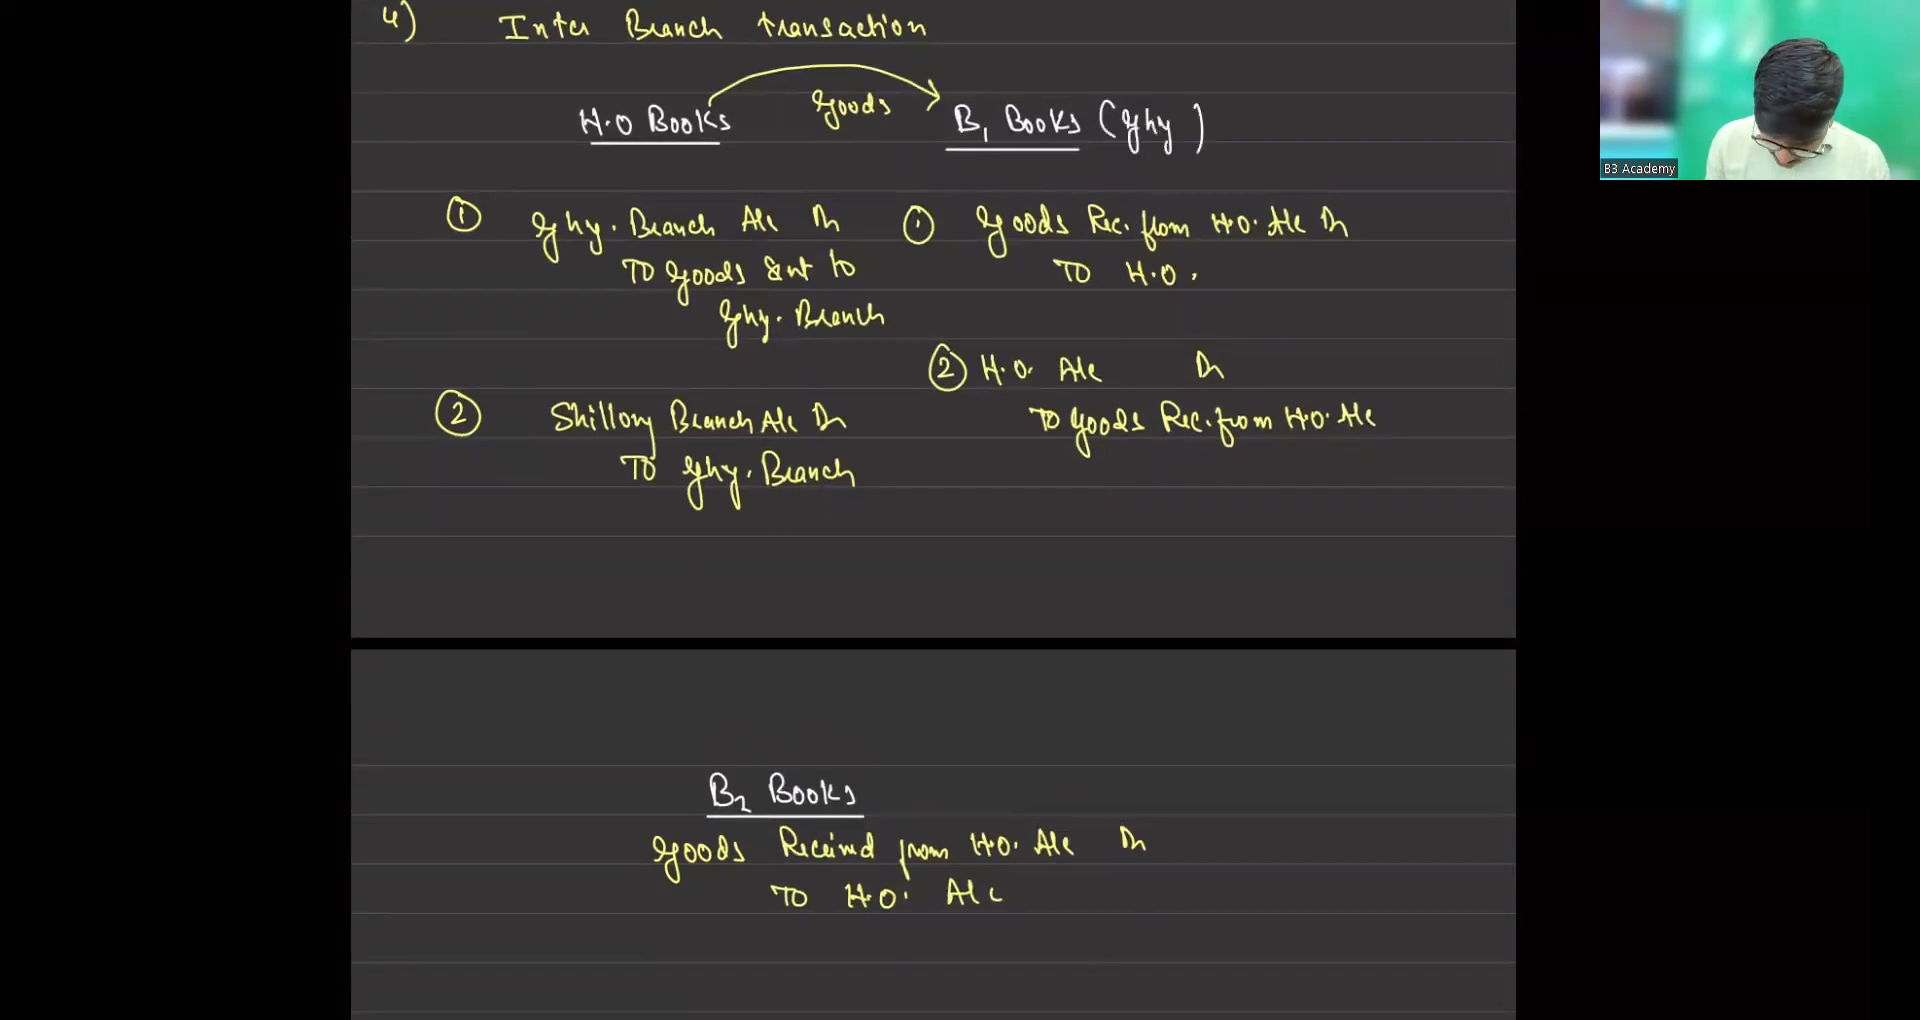 4) Inter Branch transaction
H.O Books goods B1 Books (Ghy)
① Ghy. Branch A/c Dr
To goods sent to
Ghy. Branch
① Goods Rec. from H.O. A/c Dr
To H.O.
② Shillong Branch A/c Dr
To Ghy. Branch
② H.O. A/c Dr
To goods Rec. from H.O. A/c
B2 Books
Goods Received from H.O. A/c Dr
To H.O. A/c
B3 Academy